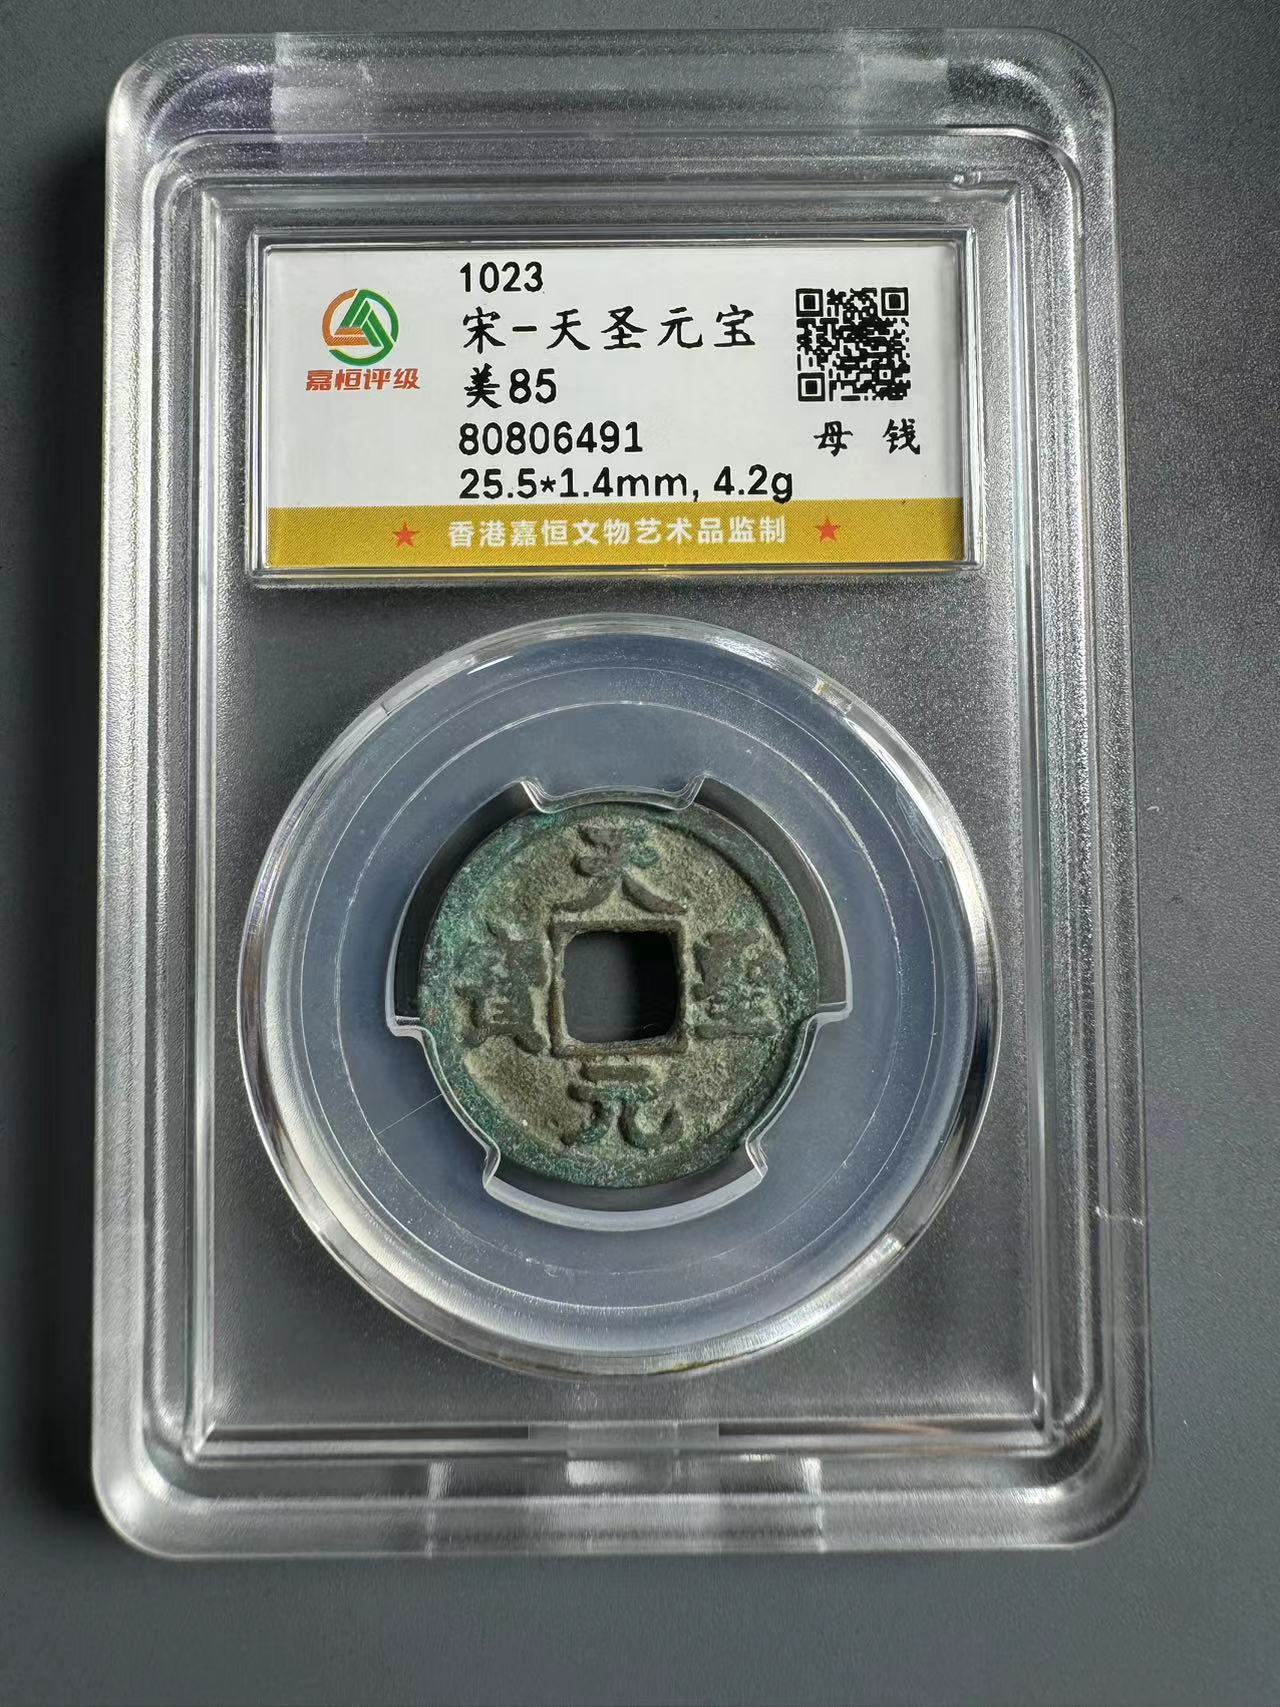 1023
宋-天圣元宝
美85
80806491
25.5*1.4mm, 4.2g
嘉恒评级
母 钱
★ 香港嘉恒文物艺术品监制 ★
天
聖
元
寳